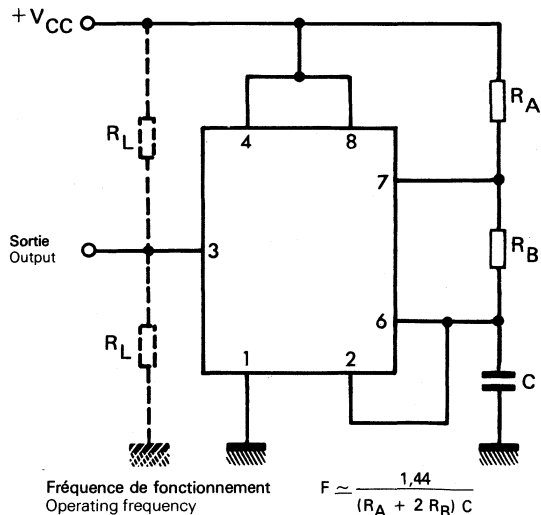 +VCC
RA
RL
4 8
7
Sortie
Output
3
RB
6
RL
1 2
C
Fréquence de fonctionnement
Operating frequency
F ≃ 1,44
(RA + 2 RB) C